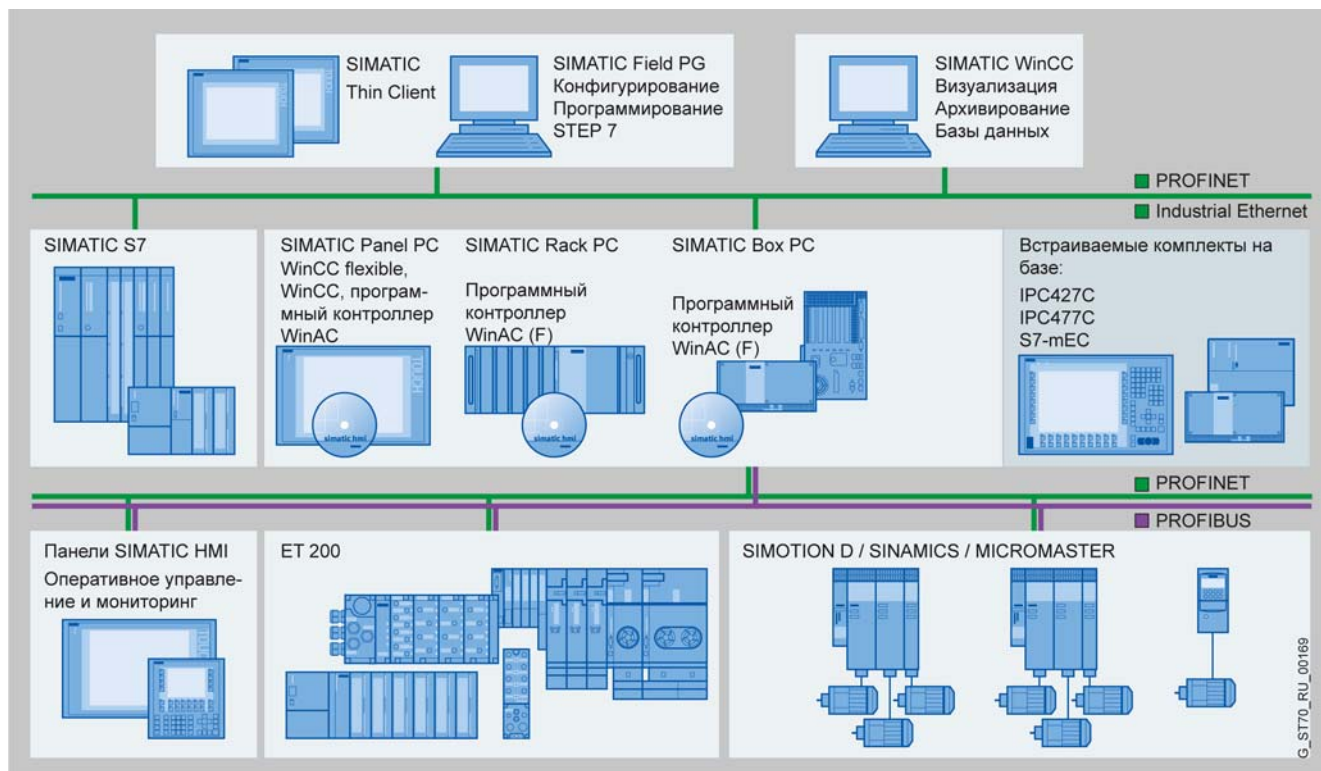 SIMATIC
Thin Client
SIMATIC Field PG
Конфигурирование
Программирование
STEP 7
SIMATIC WinCC
Визуализация
Архивирование
Базы данных
PROFINET
Industrial Ethernet
SIMATIC S7
SIMATIC Panel PC
WinCC flexible,
WinCC, програм-
мный контроллер
WinAC
simatic hmi
SIMATIC Rack PC
Программный
контроллер
WinAC (F)
simatic hmi
SIMATIC Box PC
Программный
контроллер
WinAC (F)
simatic hmi
Встраиваемые комплекты на
базе:
IPC427C
IPC477C
S7-mEC
PROFINET
PROFIBUS
Панели SIMATIC HMI
Оперативное управле-
ние и мониторинг
ET 200
SIMOTION D / SINAMICS / MICROMASTER
G_ST70_RU_00169